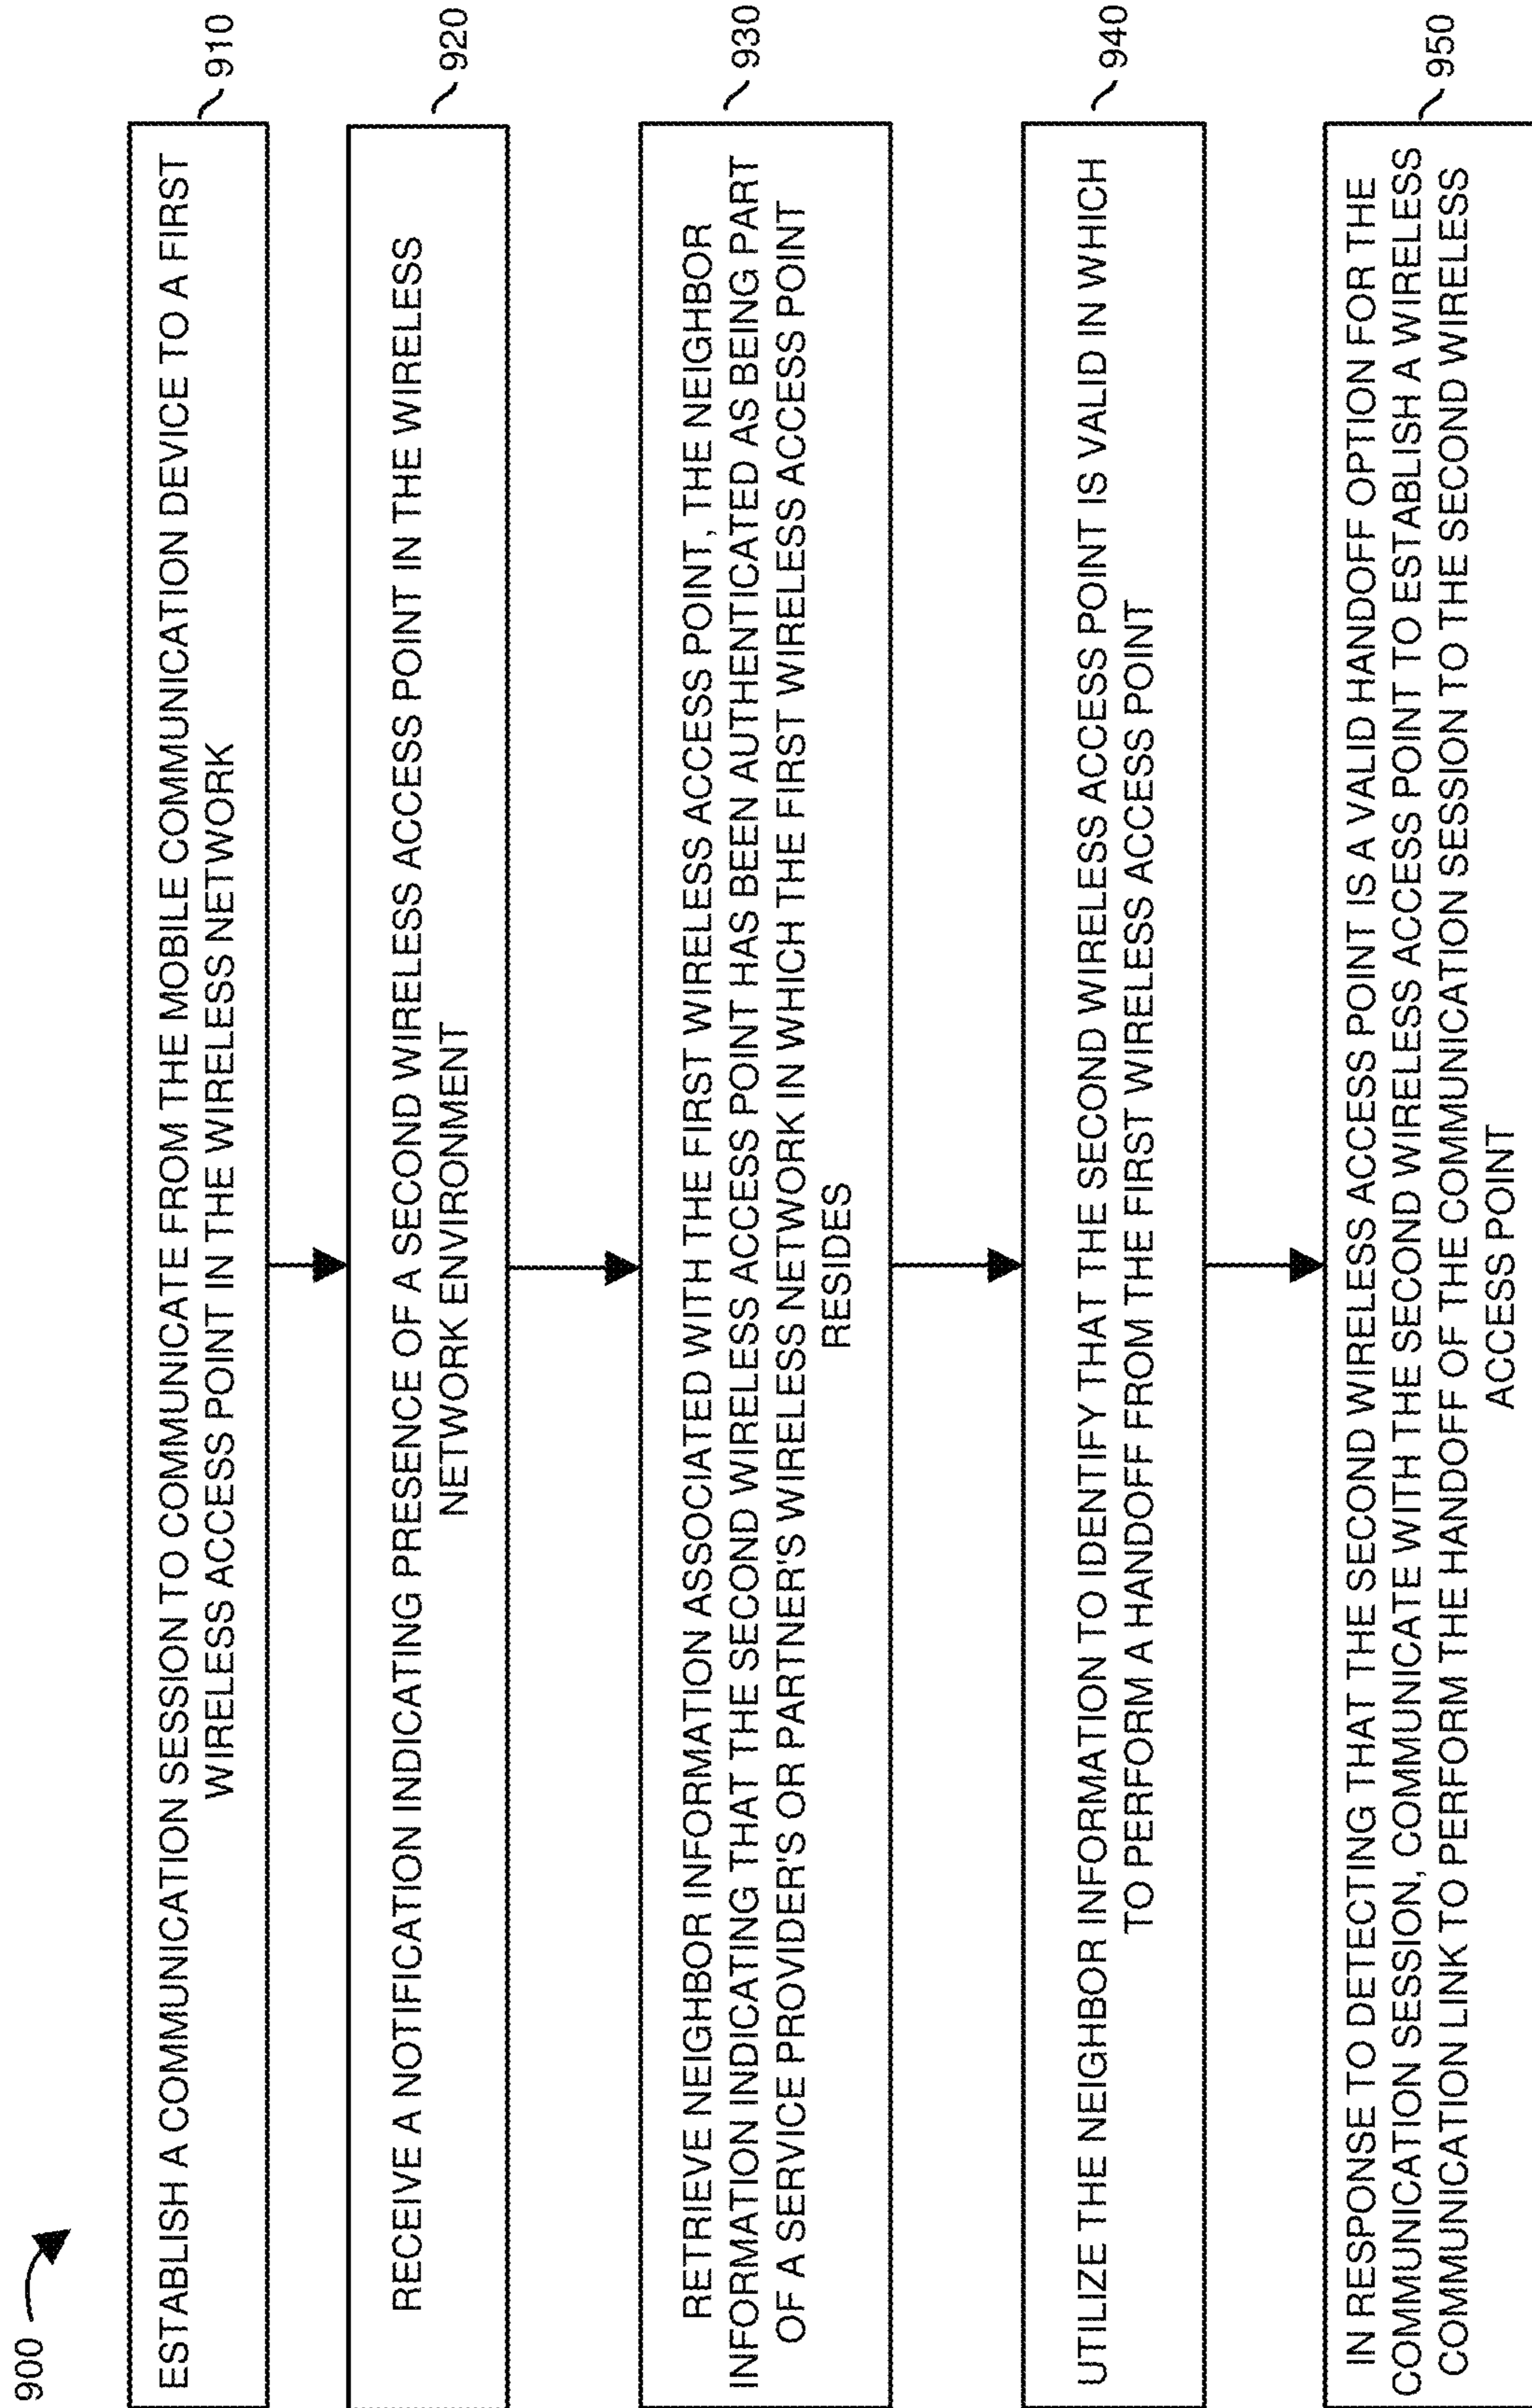 900
ESTABLISH A COMMUNICATION SESSION TO COMMUNICATE FROM THE MOBILE COMMUNICATION DEVICE TO A FIRST
WIRELESS ACCESS POINT IN THE WIRELESS NETWORK
910
RECEIVE A NOTIFICATION INDICATING PRESENCE OF A SECOND WIRELESS ACCESS POINT IN THE WIRELESS
NETWORK ENVIRONMENT
920
RETRIEVE NEIGHBOR INFORMATION ASSOCIATED WITH THE FIRST WIRELESS ACCESS POINT, THE NEIGHBOR
INFORMATION INDICATING THAT THE SECOND WIRELESS ACCESS POINT HAS BEEN AUTHENTICATED AS BEING PART
OF A SERVICE PROVIDER'S OR PARTNER'S WIRELESS NETWORK IN WHICH THE FIRST WIRELESS ACCESS POINT
RESIDES
930
UTILIZE THE NEIGHBOR INFORMATION TO IDENTIFY THAT THE SECOND WIRELESS ACCESS POINT IS VALID IN WHICH
TO PERFORM A HANDOFF FROM THE FIRST WIRELESS ACCESS POINT
940
IN RESPONSE TO DETECTING THAT THE SECOND WIRELESS ACCESS POINT IS A VALID HANDOFF OPTION FOR THE
COMMUNICATION SESSION, COMMUNICATE WITH THE SECOND WIRELESS ACCESS POINT TO ESTABLISH A WIRELESS
COMMUNICATION LINK TO PERFORM THE HANDOFF OF THE COMMUNICATION SESSION TO THE SECOND WIRELESS
ACCESS POINT
950